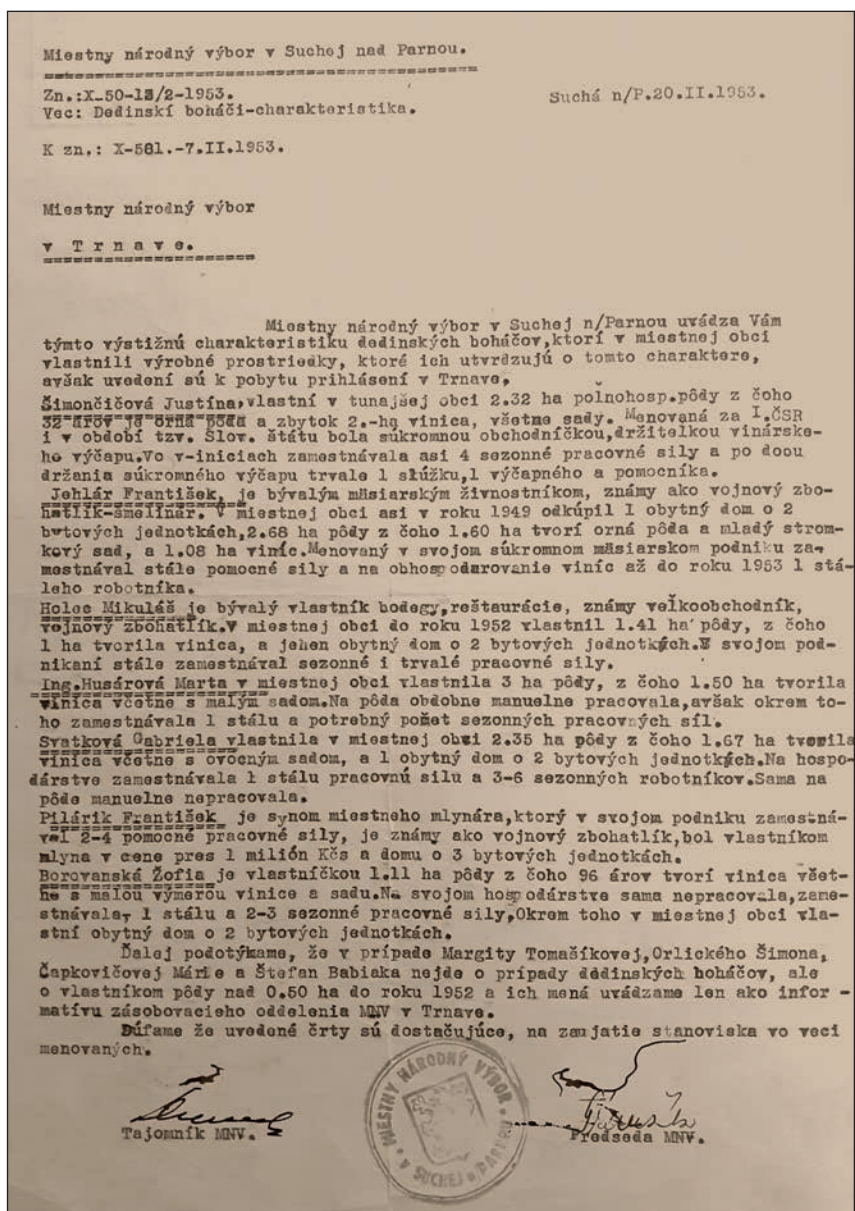 Miestny národný výbor v Suchej nad Parnou.
Zn.:X-50-13/2-1953.
Suchá n/P.20.II.1953.
Vec: Dedinskí boháči-charakteristika.
K zn.: X-581.-7.II.1953.
Miestny národný výbor
v T r n a v e.
Miestny národný výbor v Suchej n/Parnou uvádza Vám
týmto výstižnú charakteristiku dedinských boháčov,ktorí v miestnej obci
vlastnili výrobné prostriedky, ktoré ich utvrdzujú o tomto charaktere,
avšak uvedení sú k pobytu prihlásení v Trnave,
Šimončičová Justína,vlastní v tunajšej obci 2.32 ha poľnohosp.pôdy z čoho
32 árov je orná pôda a zbytok 2.-ha vinica, všetne sady. Menovaná za I.ČSR
i v období tzv. Slov. štátu bola súkromnou obchodníčkou,držiteľkou vinárske-
ho výčapu.Vo v-iniciach zamestnávala asi 4 sezonné pracovné sily a po dobu
držania súkromného výčapu trvale 1 slúžku,1 výčapného a pomocníka.
Jehlár František, je bývalým mäsiarským živnostníkom, známy ako vojnový zbo-
hatlík-šmelinár. V miestnej obci asi v roku 1949 odkúpil 1 obytný dom o 2
bytových jednotkách,2.68 ha pôdy z čoho 1.60 ha tvorí orná pôda a mladý strom-
kový sad, a 1.08 ha viníc.Menovaný v svojom súkromnom mäsiarskom podniku za-
mestnával stále pomocné sily a na obhospodarovanie viníc až do roku 1953 1 stá-
leho robotníka.
Holec Mikuláš je bývalý vlastník bodegy,reštaurácie, známy veľkoobchodník,
vojnový zbohatlík.V miestnej obci do roku 1952 vlastnil 1.41 ha pôdy, z čoho
1 ha tvorila vinica, a jehen obytný dom o 2 bytových jednotkách.V svojom pod-
nikaní stále zamestnával sezonné i trvalé pracovné sily.
Ing.Husárová Marta v miestnej obci vlastnila 3 ha pôdy, z čoho 1.50 ha tvorila
vinica včetne s malým sadom.Na pôda obdobne manuelne pracovala,avšak okrem to-
ho zamestnávala 1 stálu a potrebný počet sezonných pracovných síl.
Svatková Gabriela vlastnila v miestnej obci 2.35 ha pôdy z čoho 1.67 ha tvorila
vinica včetne s ovocným sadom, a 1 obytný dom o 2 bytových jednotkách.Na hospo-
dárstve zamestnávala 1 stálu pracovnú silu a 3-6 sezonných robotníkov.Sama na
pôde manuelne nepracovala.
Pilárik František je synom miestneho mlynára,ktorý v svojom podniku zamestná-
val 2-4 pomocné pracovné sily, je známy ako vojnový zbohatlík,bol vlastníkom
mlyna v cene pres 1 milión Kčs a domu o 3 bytových jednotkách.
Borovanská Žofia je vlastníčkou 1.11 ha pôdy z čoho 96 árov tvorí vinica všet-
ne s malou výmerou vinice a sadu.Na svojom hospodárstve sama nepracovala,zame-
stnávala, 1 stálu a 2-3 sezonné pracovné sily,Okrem toho v miestnej obci vla-
stní obytný dom o 2 bytových jednotkách.
Ďalej podotýkame, že v prípade Margity Tomašíkovej,Orlického Šimona,
Čapkovičovej Márie a Štefan Babiaka nejde o prípady dedinských boháčov, ale
o vlastníkom pôdy nad 0.50 ha do roku 1952 a ich mená uvádzame len ako infor -
matívu zásobovacieho oddelenia MNV v Trnave.
Dúfame že uvedené črty sú dostačujúce, na zaujatie stanoviska vo veci
menovaných.
MIESTNY NÁRODNÝ VÝBOR
V SUCHEJ n. PARNOU
Tajomník MNV.
Predseda MNV.